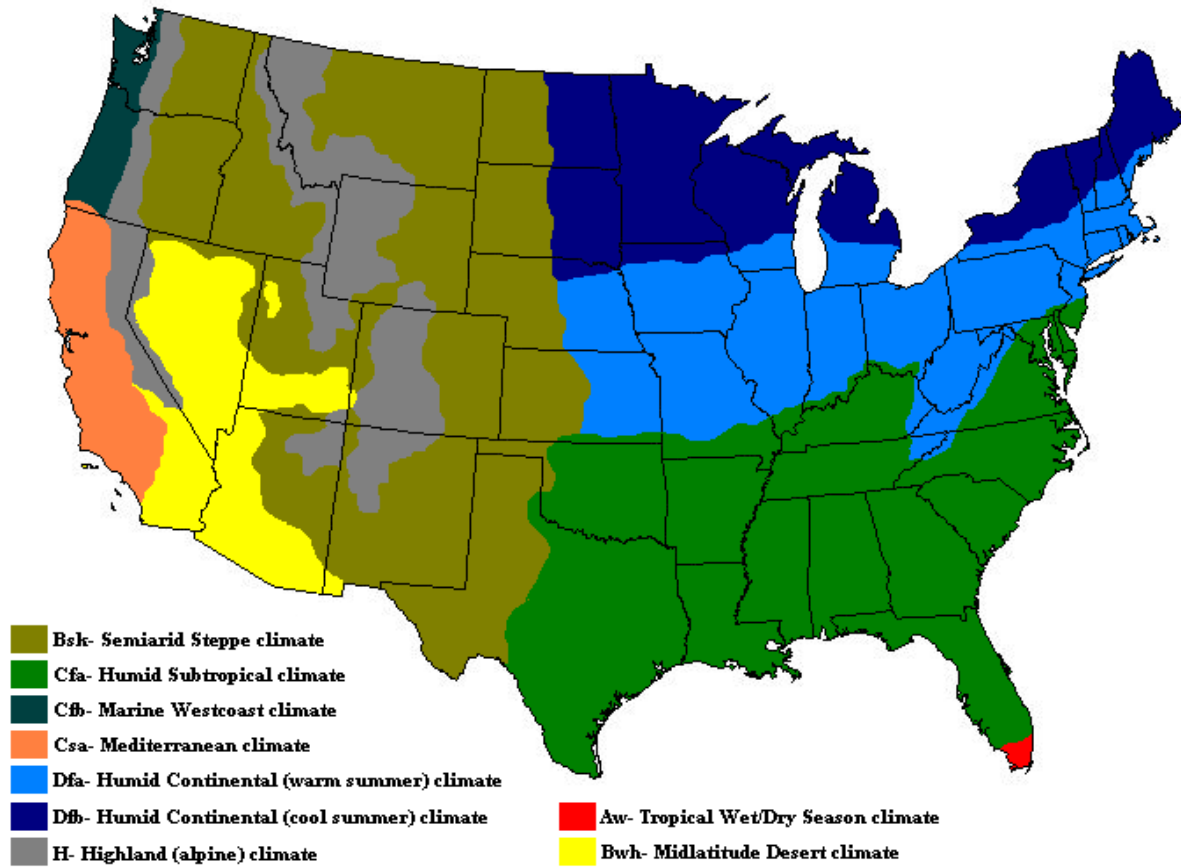 Bsk- Semiarid Steppe climate
Cfa- Humid Subtropical climate
Cfb- Marine Westcoast climate
Csa- Mediterranean climate
Dfa- Humid Continental (warm summer) climate
Dfb- Humid Continental (cool summer) climate
H- Highland (alpine) climate
Aw- Tropical Wet/Dry Season climate
Bwh- Midlatitude Desert climate